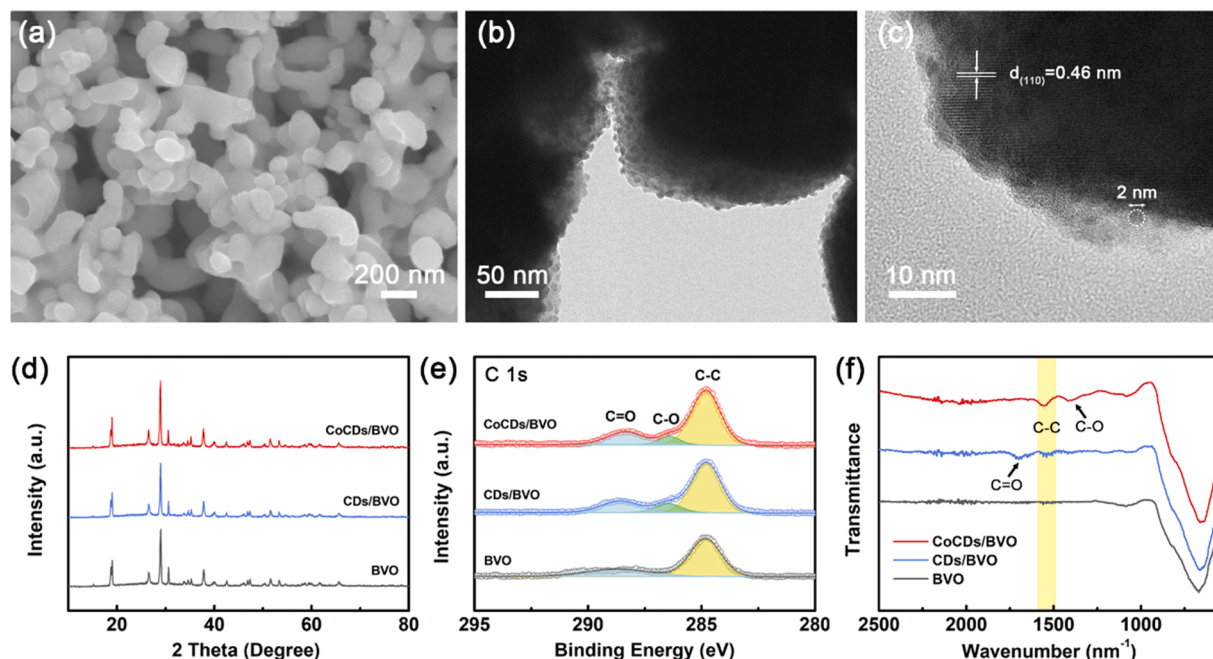 (a)
200 nm
(b)
50 nm
(c)
d(110)=0.46 nm
2 nm
10 nm
(d)
CoCDs/BVO
CDs/BVO
BVO
Intensity (a.u.)
20 40 60 80
2 Theta (Degree)
(e)
C 1s
C-C
C=O
C-O
CoCDs/BVO
CDs/BVO
BVO
Intensity (a.u.)
295 290 285 280
Binding Energy (eV)
(f)
C-C
C-O
C=O
CoCDs/BVO
CDs/BVO
BVO
Transmittance
2500 2000 1500 1000
Wavenumber (nm-1)